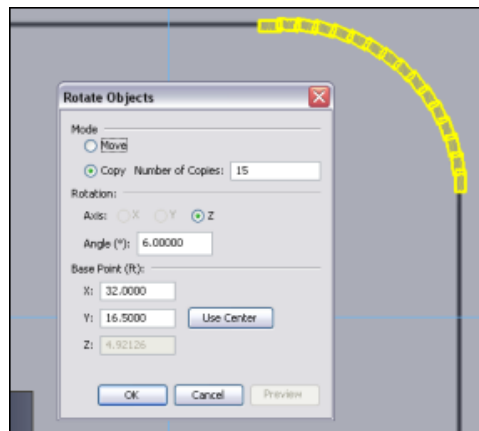 Rotate Objects
Mode
Move
Copy Number of Copies: 15
Rotation:
Axis: X Y Z
Angle (°): 6.00000
Base Point (ft):
X: 32.0000
Y: 16.5000 Use Center
Z: 4.92126
OK Cancel Preview